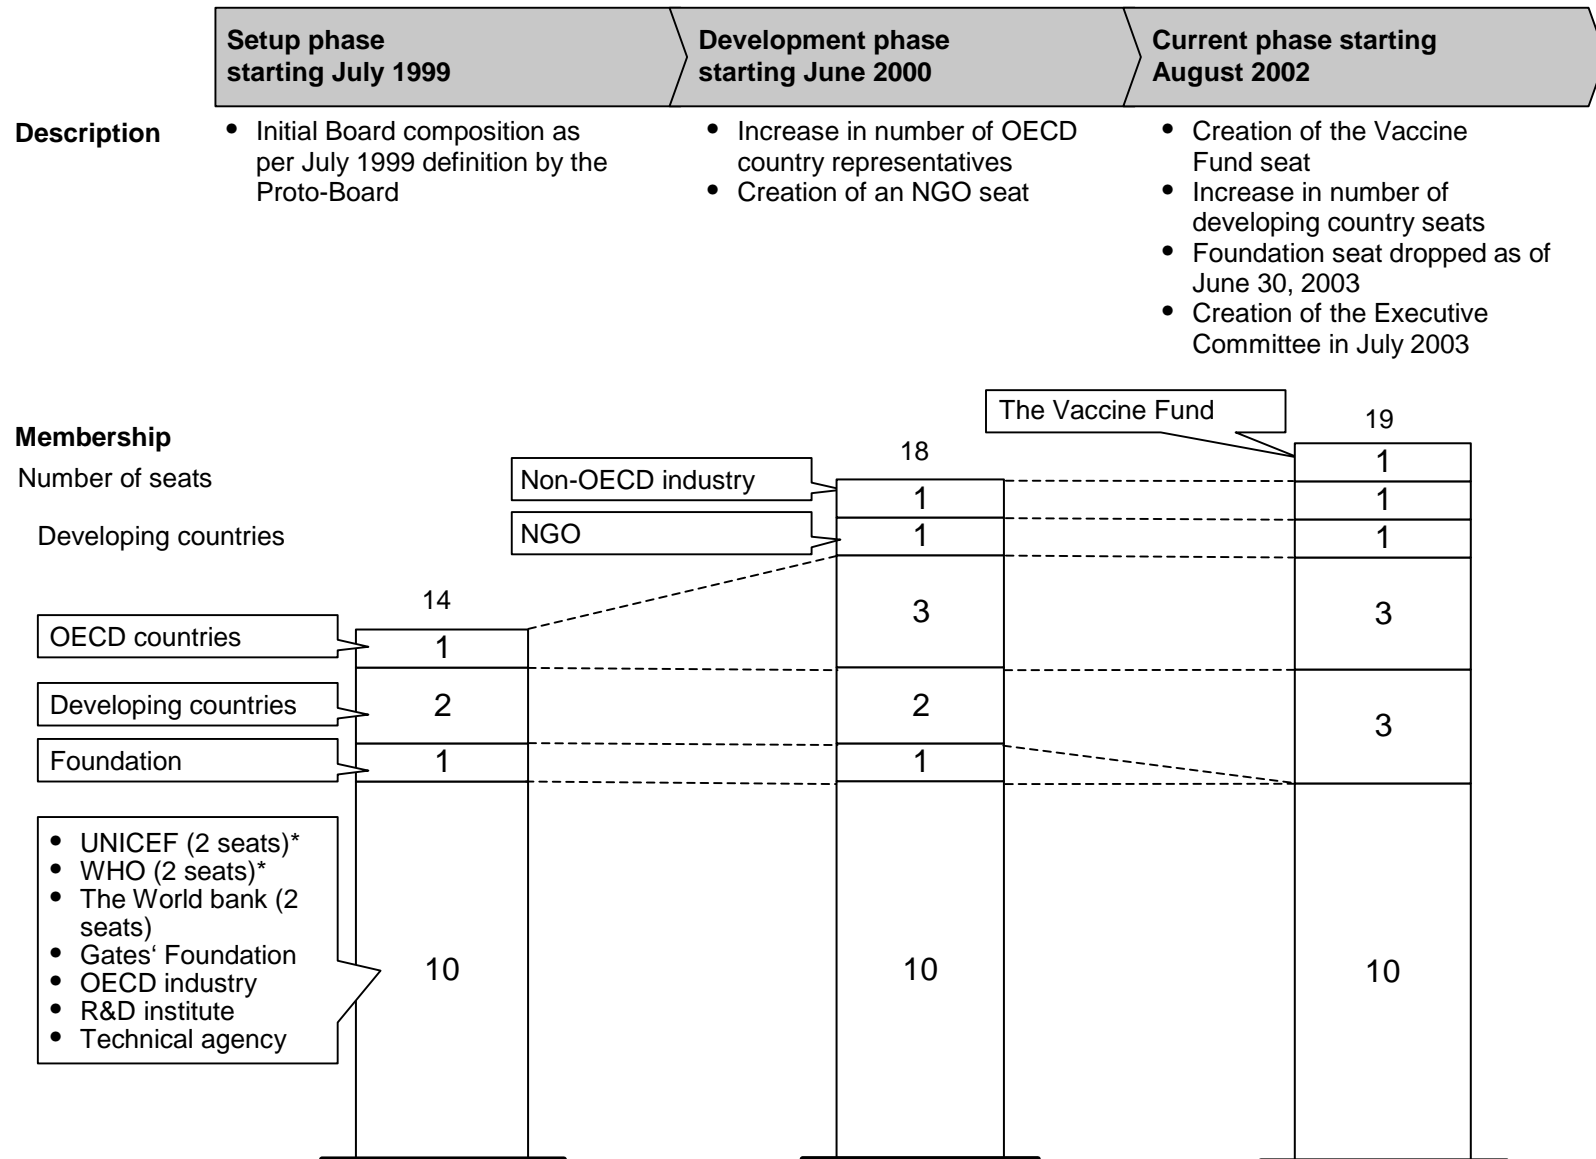 Setup phase
starting July 1999
Development phase
starting June 2000
Current phase starting
August 2002
Description
• Initial Board composition as
per July 1999 definition by the
Proto-Board
• Increase in number of OECD
country representatives
• Creation of an NGO seat
• Creation of the Vaccine
Fund seat
• Increase in number of
developing country seats
• Foundation seat dropped as of
June 30, 2003
• Creation of the Executive
Committee in July 2003
Membership
Number of seats
Developing countries
The Vaccine Fund
Non-OECD industry
NGO
OECD countries
Developing countries
Foundation
• UNICEF (2 seats)*
• WHO (2 seats)*
• The World bank (2
seats)
• Gates‘ Foundation
• OECD industry
• R&D institute
• Technical agency
14
1
2
1
10
18
1
1
3
2
1
10
19
1
1
1
3
3
10